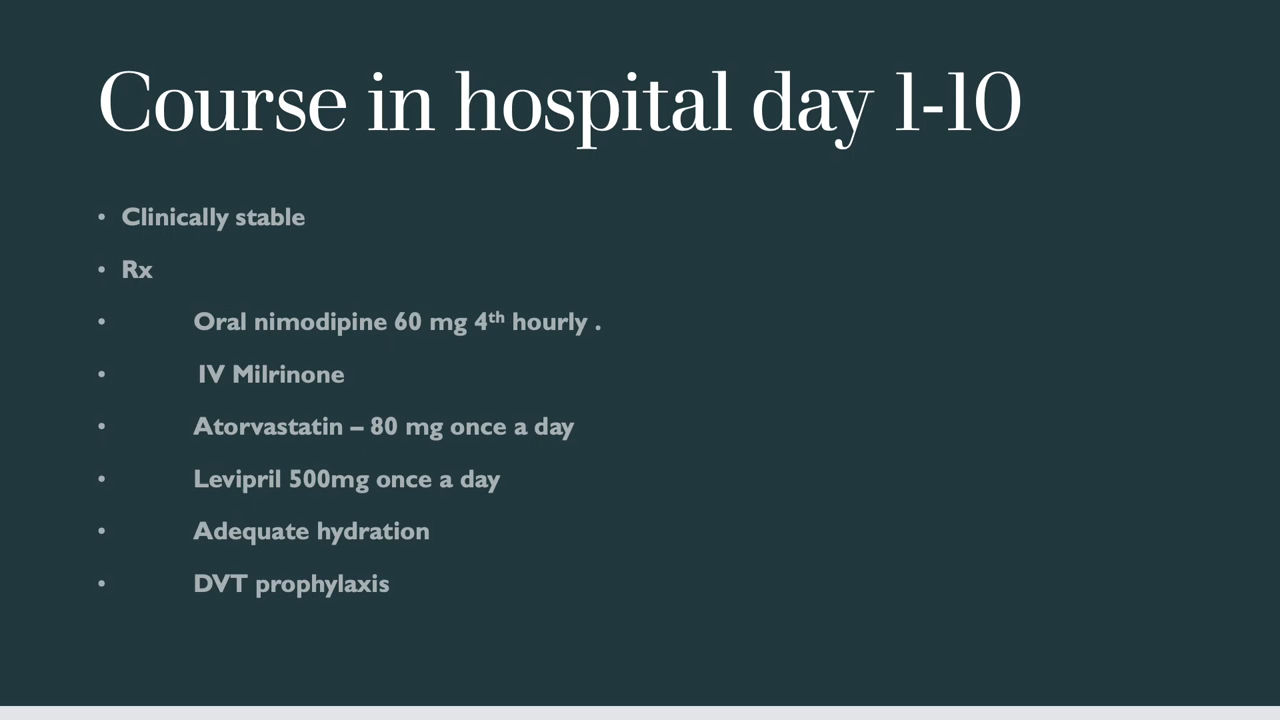 Course in hospital day 1-10
• Clinically stable
• Rx
• Oral nimodipine 60 mg 4th hourly .
• IV Milrinone
• Atorvastatin – 80 mg once a day
• Levipril 500mg once a day
• Adequate hydration
• DVT prophylaxis